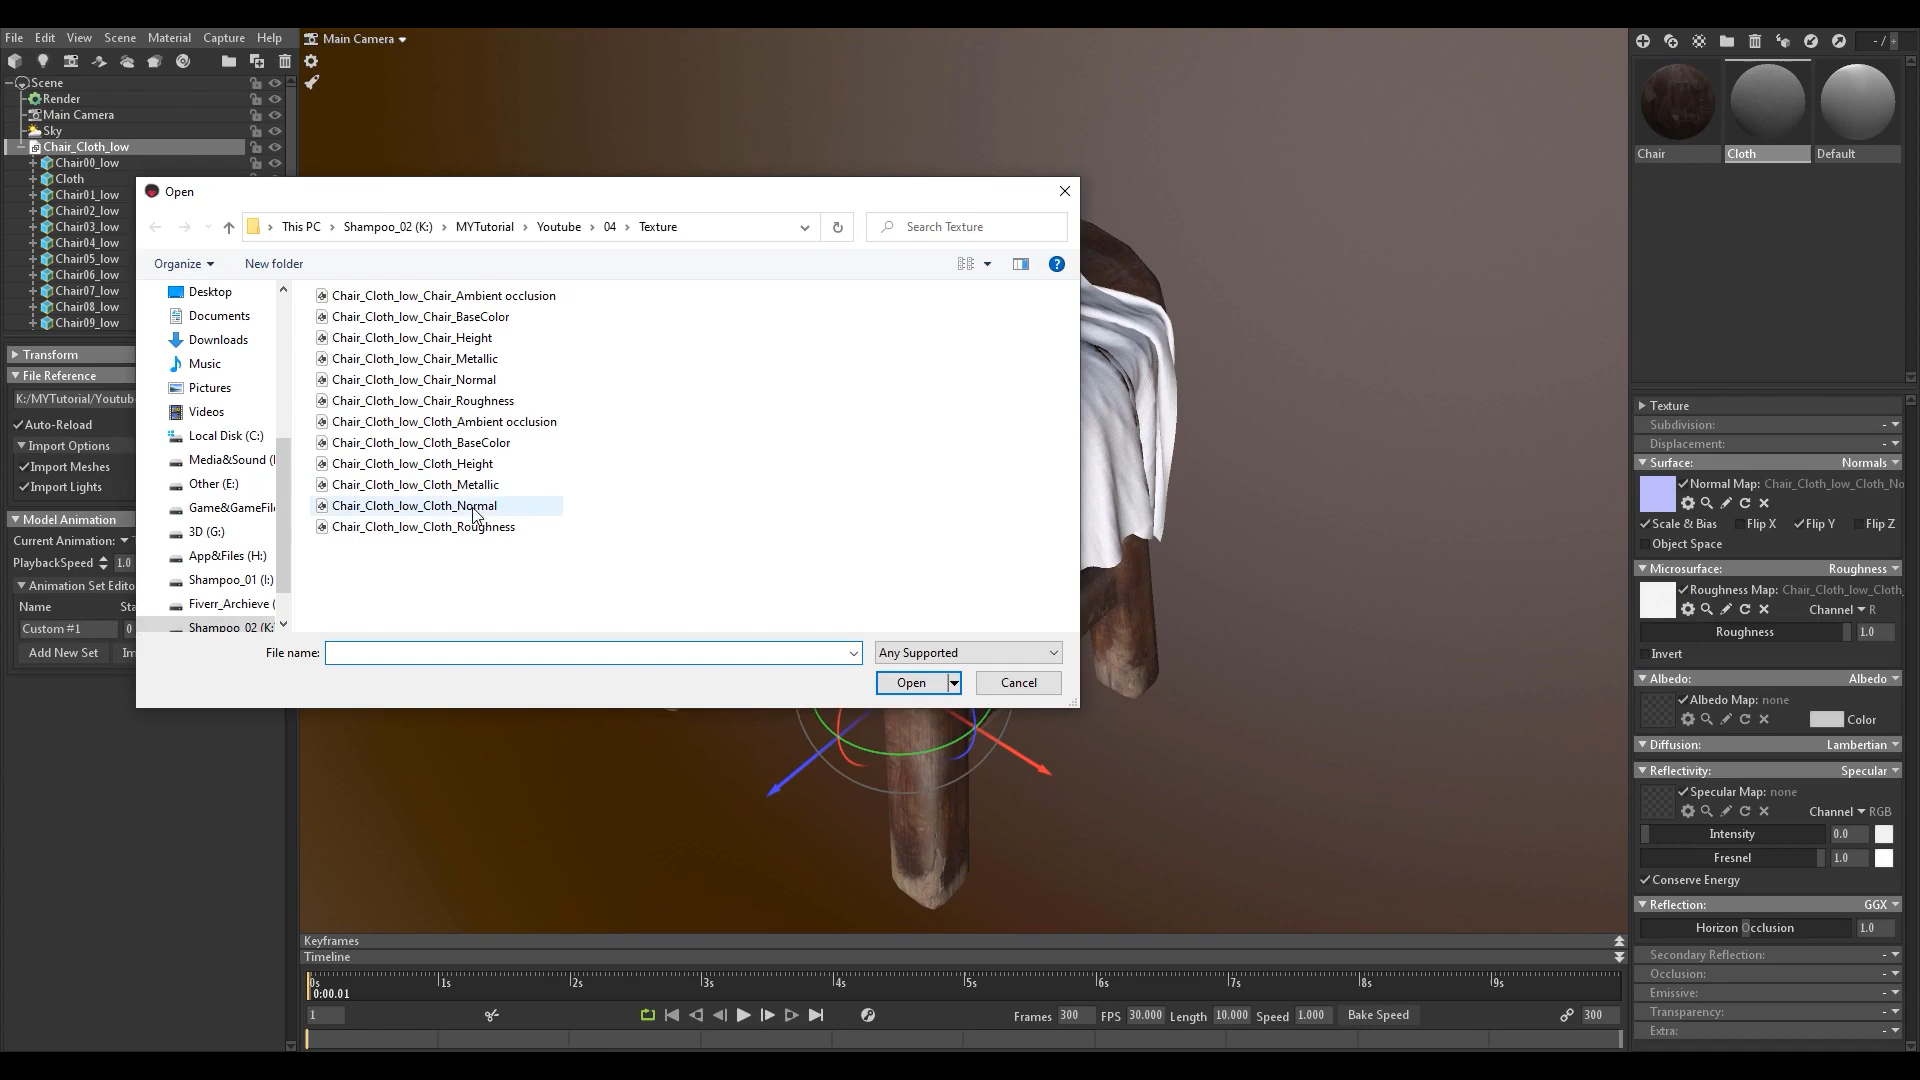 File Edit View Scene Material Capture Help
Main Camera
- / +
Scene
Render
Main Camera
Sky
Chair_Cloth_low
Chair00_low
Cloth
Chair01_low
Chair02_low
Chair03_low
Chair04_low
Chair05_low
Chair06_low
Chair07_low
Chair08_low
Chair09_low
Transform
File Reference
K:/MYTutorial/Youtub
Auto-Reload
Import Options
Import Meshes
Import Lights
Model Animation
Current Animation:
PlaybackSpeed 1.0
Animation Set Edito
Name Sta
Custom #1 0
Add New Set Im
Open
This PC Shampoo_02 (K:) MYTutorial Youtube 04 Texture
Search Texture
Organize New folder
Desktop
Documents
Downloads
Music
Pictures
Videos
Local Disk (C:)
Media&Sound (
Other (E:)
Game&GameFil
3D (G:)
App&Files (H:)
Shampoo_01 (I:)
Fiverr_Archieve (
Shampoo_02 (K:
Chair_Cloth_low_Chair_Ambient occlusion
Chair_Cloth_low_Chair_BaseColor
Chair_Cloth_low_Chair_Height
Chair_Cloth_low_Chair_Metallic
Chair_Cloth_low_Chair_Normal
Chair_Cloth_low_Chair_Roughness
Chair_Cloth_low_Cloth_Ambient occlusion
Chair_Cloth_low_Cloth_BaseColor
Chair_Cloth_low_Cloth_Height
Chair_Cloth_low_Cloth_Metallic
Chair_Cloth_low_Cloth_Normal
Chair_Cloth_low_Cloth_Roughness
File name:
Any Supported
Open Cancel
Chair Cloth Default
Texture
Subdivision: -
Displacement: -
Surface: Normals
Normal Map: Chair_Cloth_low_Cloth_No
Scale & Bias Flip X Flip Y Flip Z
Object Space
Microsurface: Roughness
Roughness Map: Chair_Cloth_low_Cloth_
Channel R
Roughness 1.0
Invert
Albedo: Albedo
Albedo Map: none
Color
Diffusion: Lambertian
Reflectivity: Specular
Specular Map: none
Channel RGB
Intensity 0.0
Fresnel 1.0
Conserve Energy
Reflection: GGX
Horizon Occlusion 1.0
Secondary Reflection: -
Occlusion: -
Emissive: -
Transparency: -
Extra: -
Keyframes
Timeline
0s 1s 2s 3s 4s 5s 6s 7s 8s 9s
0:00.01
1
Frames 300 FPS 30.000 Length 10.000 Speed 1.000 Bake Speed 300